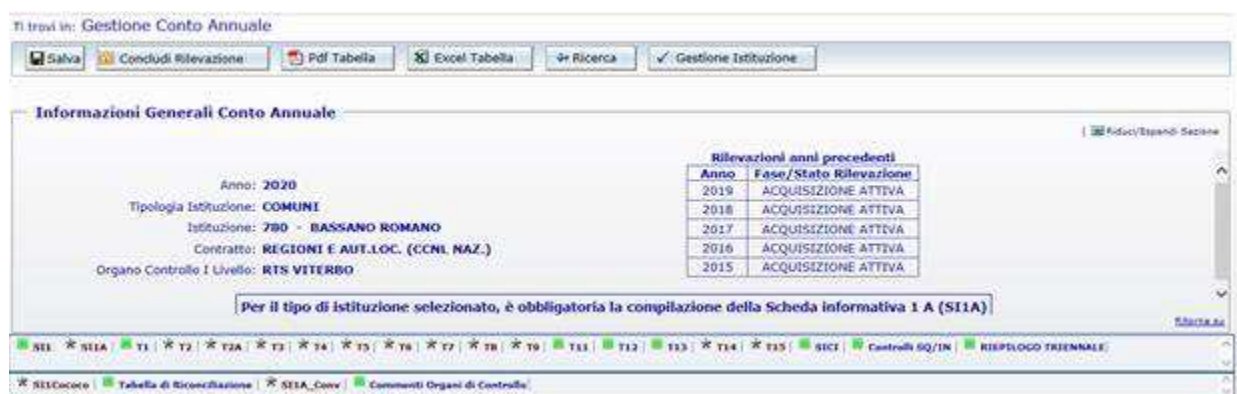 Ti trovi in: Gestione Conto Annuale
Salva Concludi Rilevazione Pdf Tabella Excel Tabella Ricerca Gestione Istituzione
Informazioni Generali Conto Annuale
Riduci/Espandi Sezione
Rilevazioni anni precedenti
Anno Fase/Stato Rilevazione
2019 ACQUISIZIONE ATTIVA
2018 ACQUISIZIONE ATTIVA
2017 ACQUISIZIONE ATTIVA
2016 ACQUISIZIONE ATTIVA
2015 ACQUISIZIONE ATTIVA
Anno: 2020
Tipologia Istituzione: COMUNI
Istituzione: 780 - BASSANO ROMANO
Contratto: REGIONI E AUT.LOC. (CCNL NAZ.)
Organo Controllo I Livello: RTS VITERBO
Per il tipo di istituzione selezionato, è obbligatoria la compilazione della Scheda informativa 1 A (SI1A)
Ritorna su
SI1 SI1A T1 T2 T2A T3 T4 T5 T6 T7 T8 T9 T11 T12 T13 T14 T15 SICI Controlli SQ/IN RIEPILOGO TRIENNALE
SI1Cococo Tabella di Riconciliazione SI1A_Conv Commenti Organi di Controllo